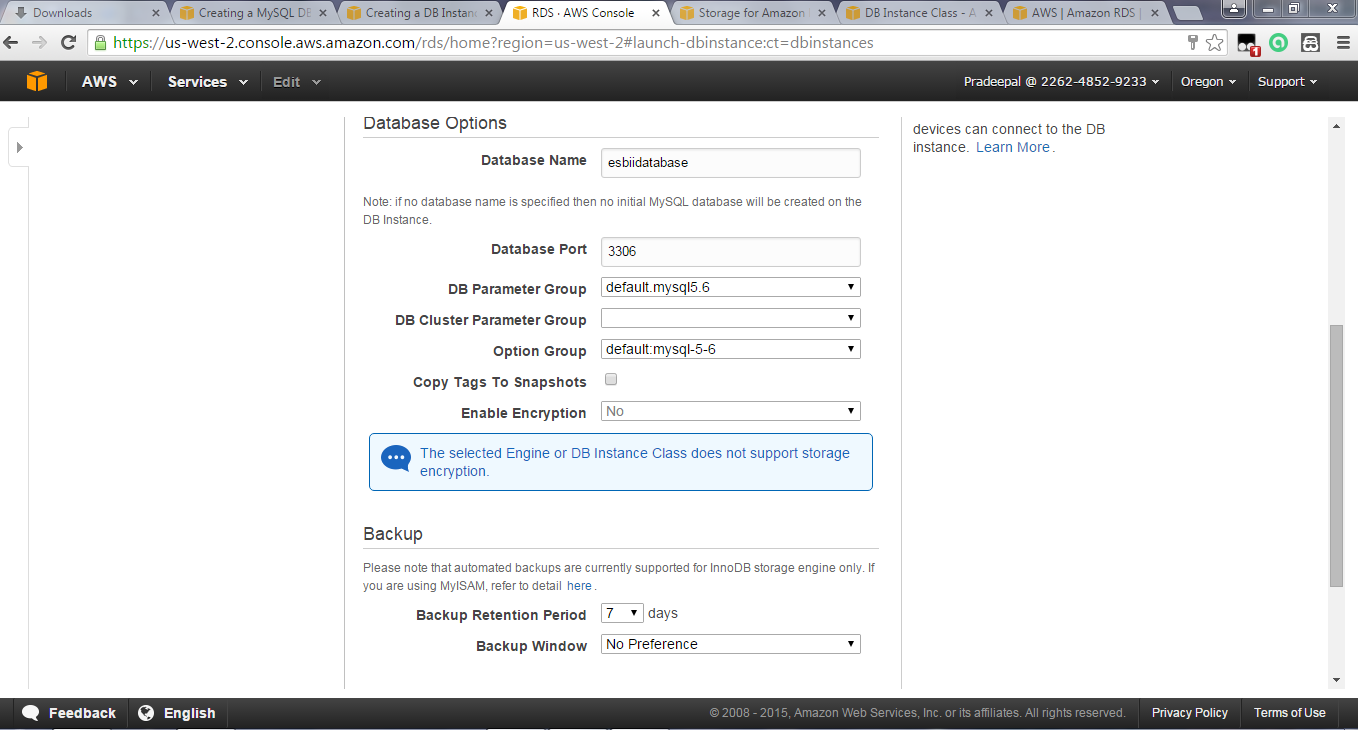 Downloads
Creating a MySQL DB
Creating a DB Instanc
RDS · AWS Console
Storage for Amazon
DB Instance Class - A
AWS | Amazon RDS |
https://us-west-2.console.aws.amazon.com/rds/home?region=us-west-2#launch-dbinstance:ct=dbinstances
1
AWS
Services
Edit
Pradeepal @ 2262-4852-9233
Oregon
Support
Database Options
Database Name
esbiidatabase
Note: if no database name is specified then no initial MySQL database will be created on the
DB Instance.
Database Port
3306
DB Parameter Group
default.mysql5.6
DB Cluster Parameter Group
Option Group
default:mysql-5-6
Copy Tags To Snapshots
Enable Encryption
No
The selected Engine or DB Instance Class does not support storage
encryption.
Backup
Please note that automated backups are currently supported for InnoDB storage engine only. If
you are using MyISAM, refer to detail here .
Backup Retention Period
7
days
Backup Window
No Preference
devices can connect to the DB
instance. Learn More .
Feedback
English
© 2008 - 2015, Amazon Web Services, Inc. or its affiliates. All rights reserved.
Privacy Policy
Terms of Use